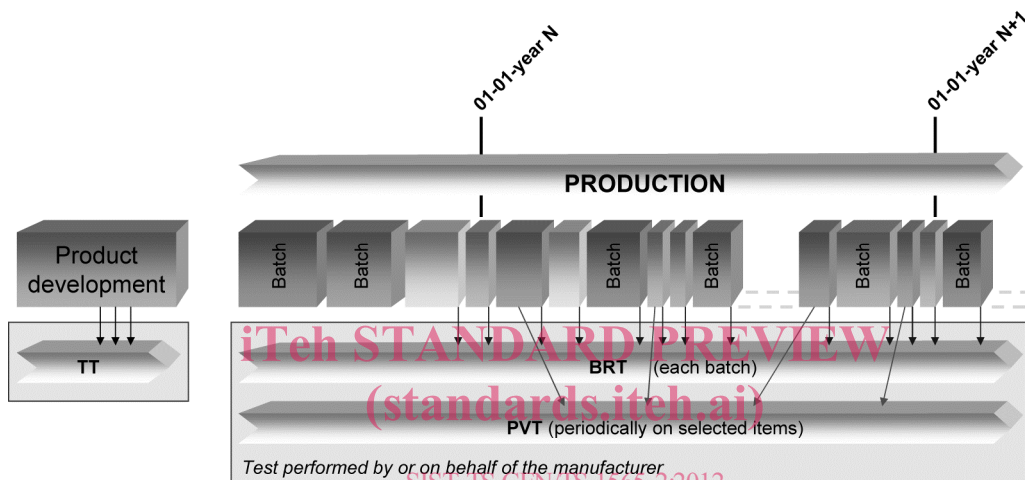 01-01-year N
01-01-year N+1
PRODUCTION
Product
development
Batch
Batch
Batch
Batch
Batch
Batch
iTeh STANDARD PREVIEW
TT
BRT (each batch)
(standards.iteh.ai)
PVT (periodically on selected items)
Test performed by or on behalf of the manufacturer